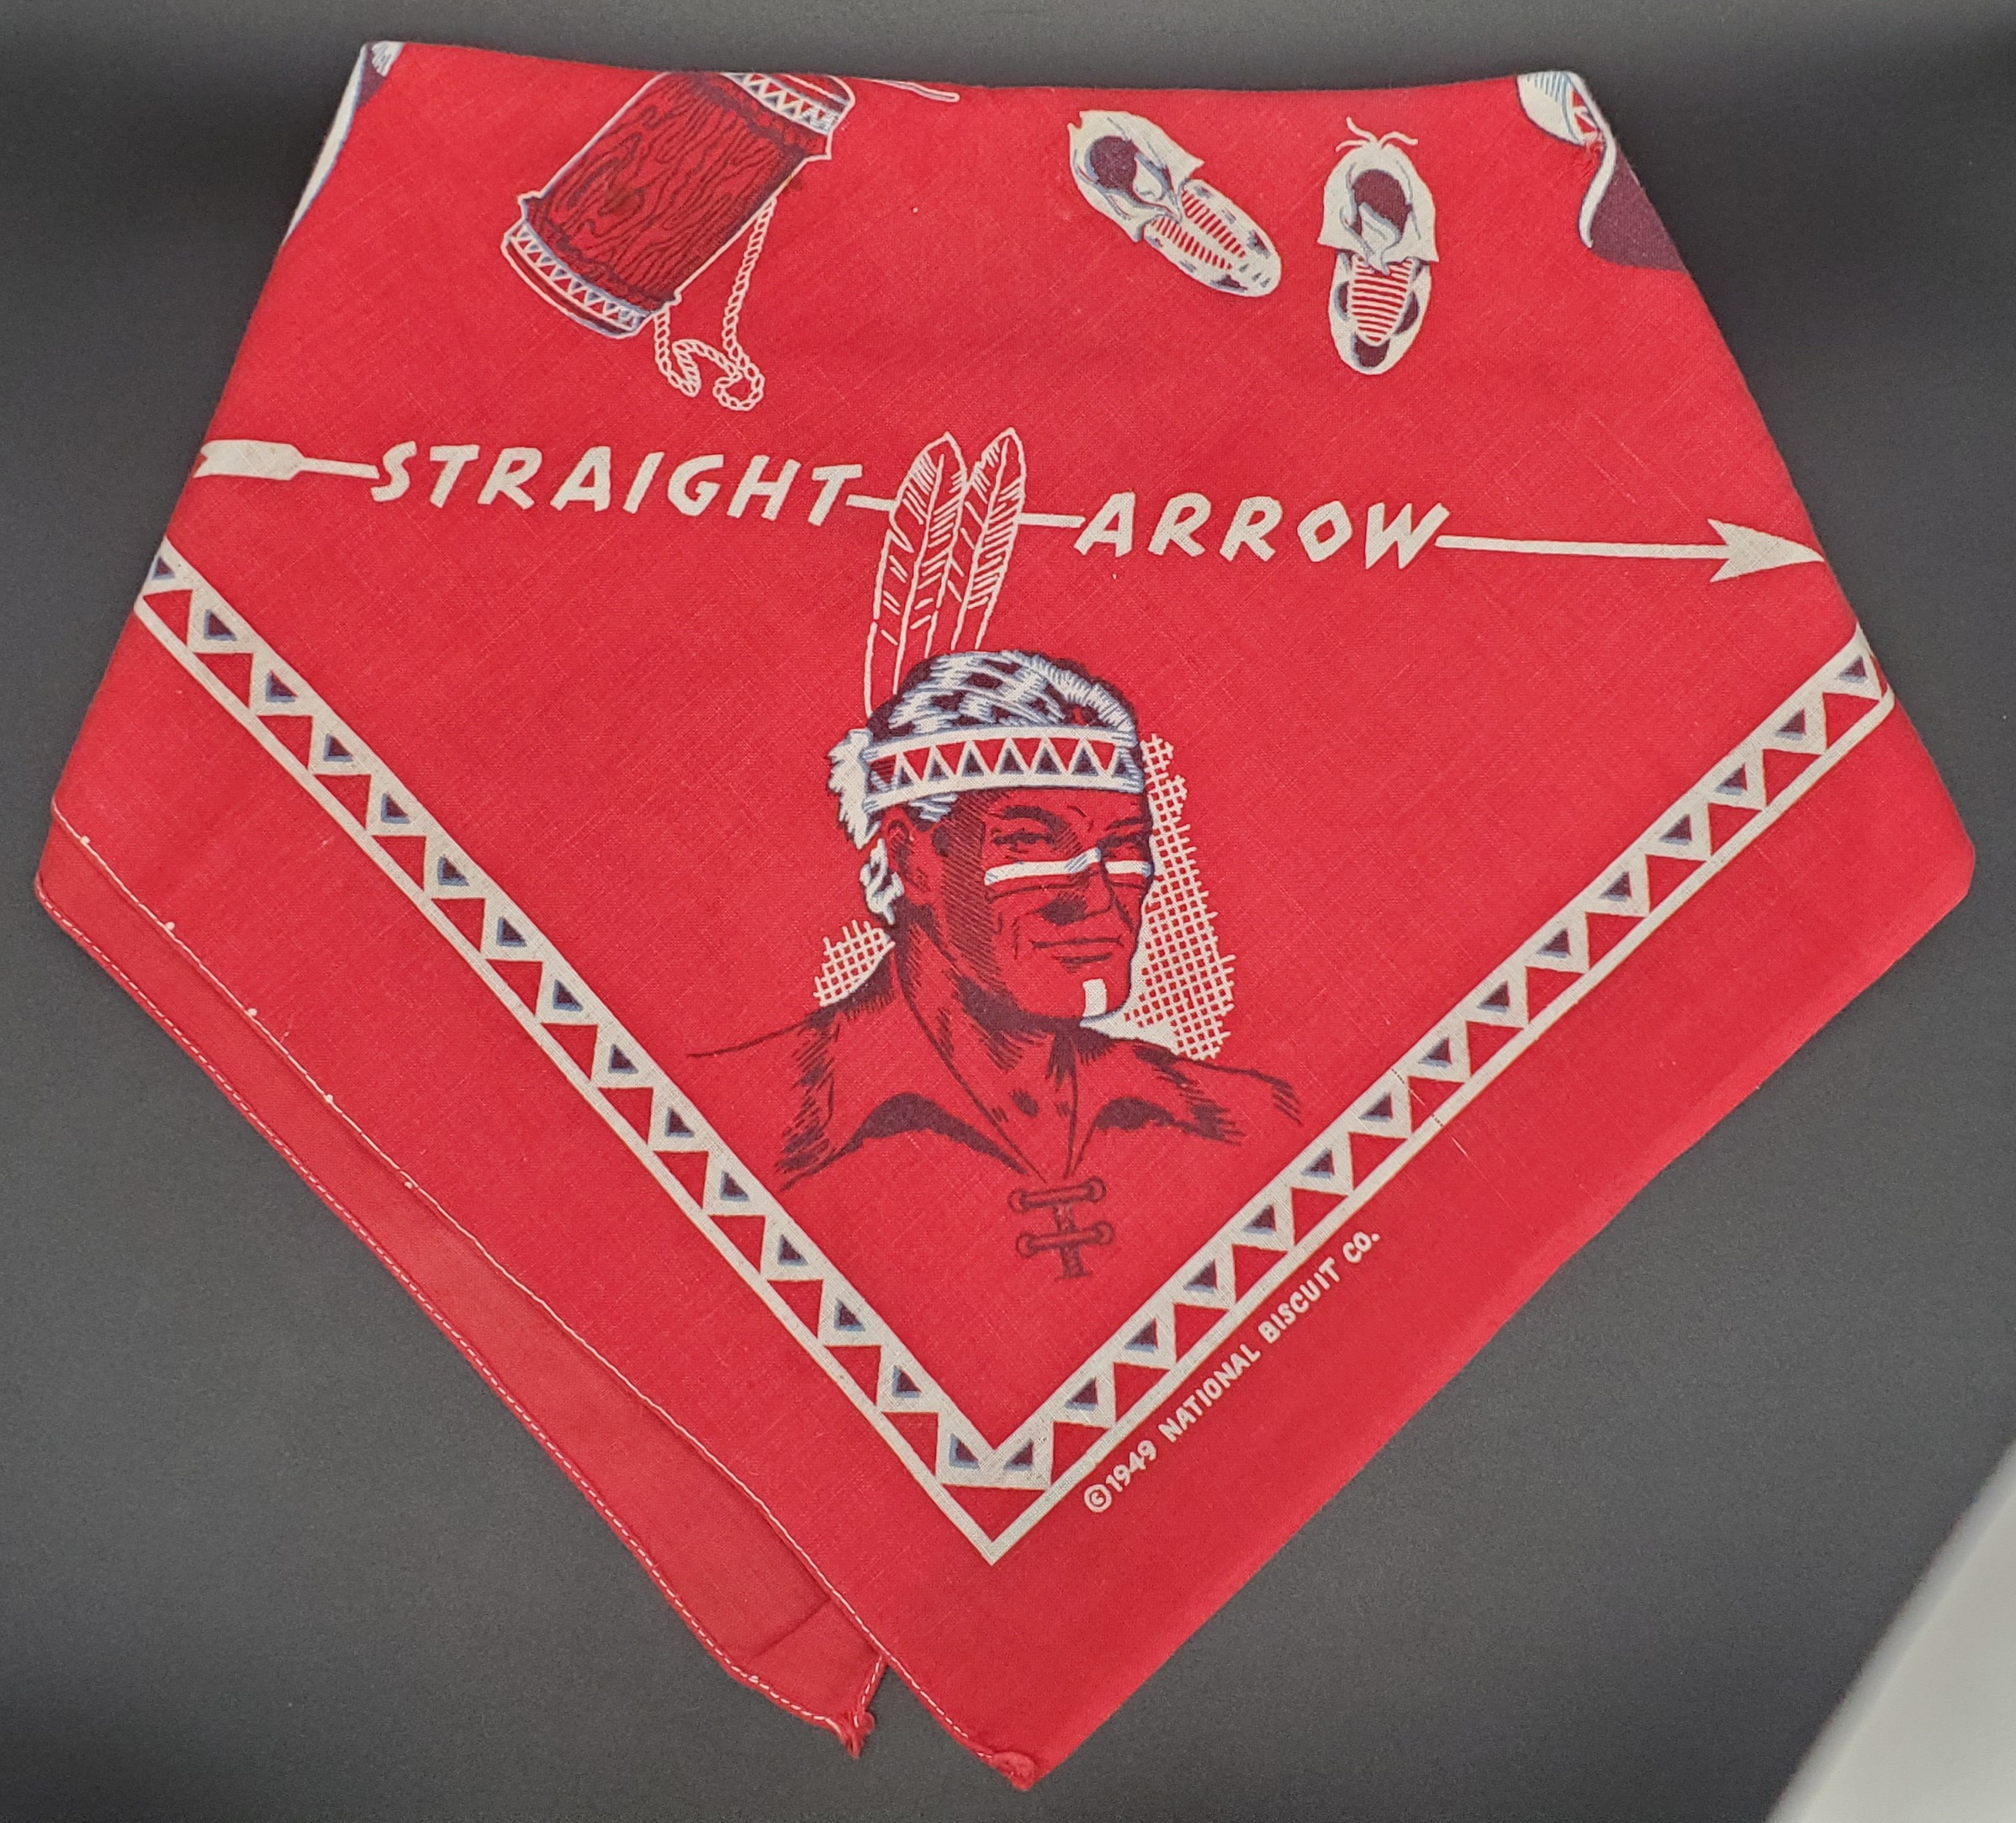 STRAIGHT ARROW
©1949 NATIONAL BISCUIT CO.